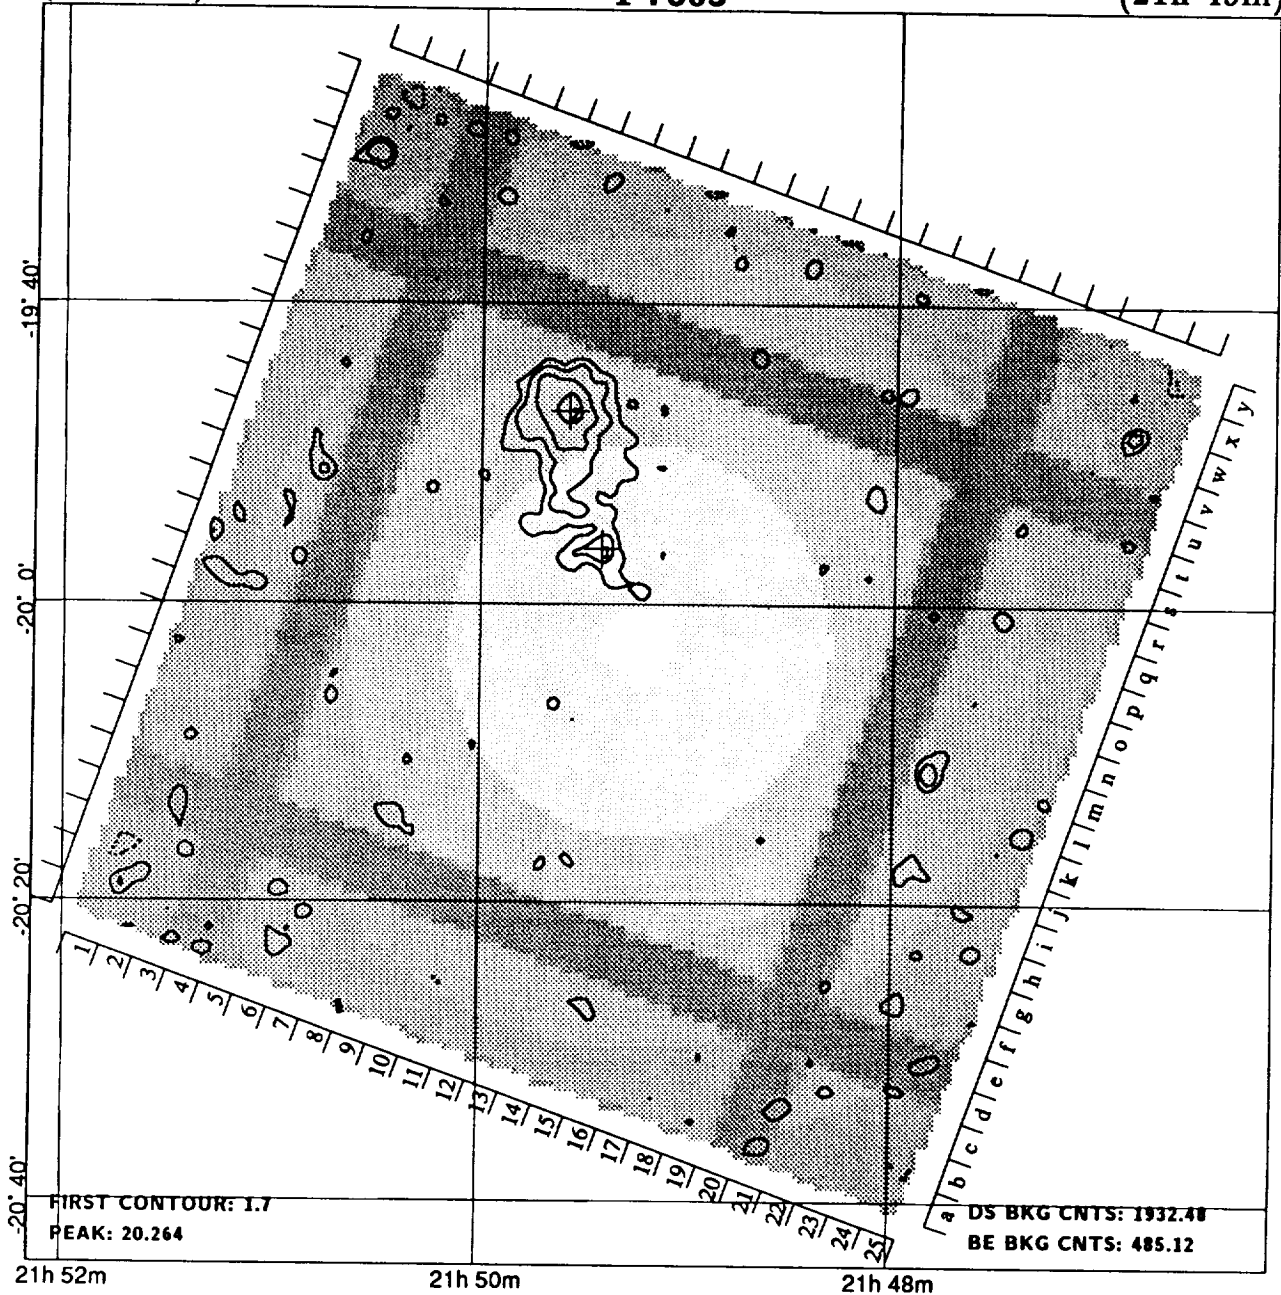 -19° 40'
-20° 0'
-20° 20'
-20° 40'
y
x
w
v
u
t
s
r
q
p
o
n
m
l
k
j
i
h
g
f
e
d
c
b
a
1 2 3 4 5 6 7 8 9 10 11 12 13 14 15 16 17 18 19 20 21 22 23 24 25
FIRST CONTOUR: 1.7
PEAK: 20.264
DS BKG CNTS: 1932.48
BE BKG CNTS: 485.12
21h 52m 21h 50m 21h 48m